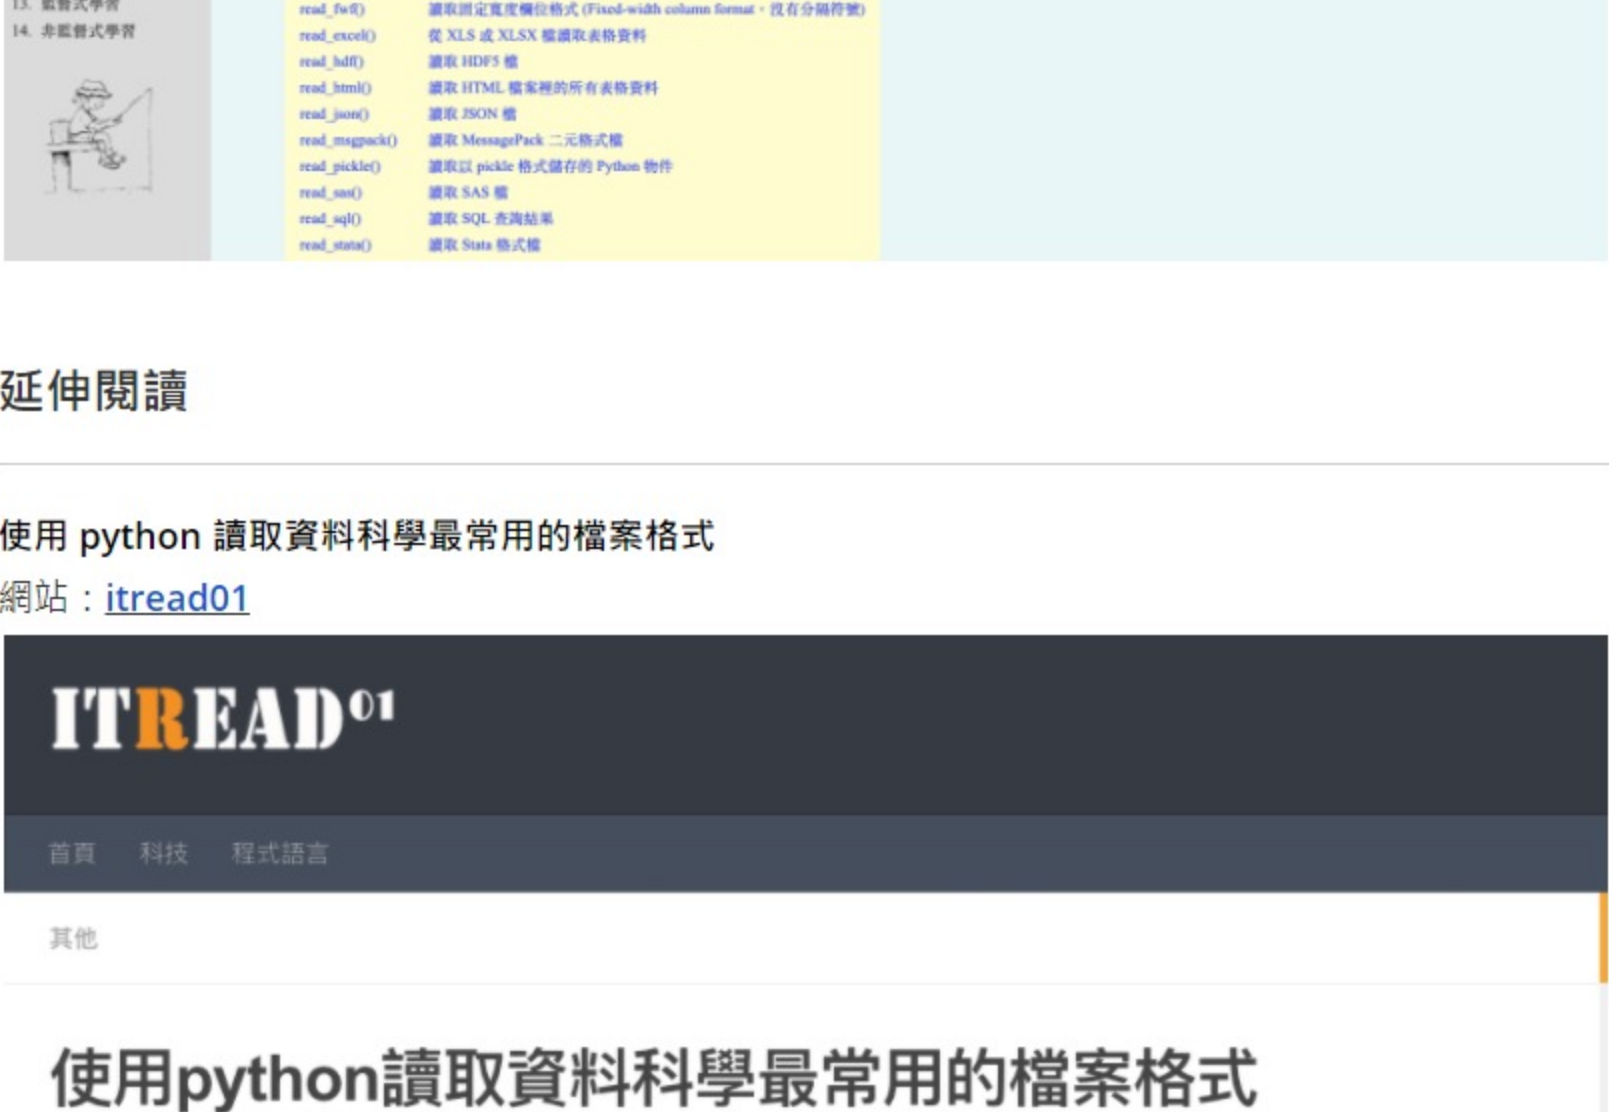 13. 監督式學習
14. 非監督式學習
read_fwf() 讀取固定寬度欄位格式 (Fixed-width column format，沒有分隔符號)
read_excel() 從 XLS 或 XLSX 檔讀取表格資料
read_hdf() 讀取 HDF5 檔
read_html() 讀取 HTML 檔案裡的所有表格資料
read_json() 讀取 JSON 檔
read_msgpack() 讀取 MessagePack 二元格式檔
read_pickle() 讀取以 pickle 格式儲存的 Python 物件
read_sas() 讀取 SAS 檔
read_sql() 讀取 SQL 查詢結果
read_stata() 讀取 Stata 格式檔
延伸閱讀
使用 python 讀取資料科學最常用的檔案格式
網站：itread01
ITREAD01
首頁 科技 程式語言
其他
使用python讀取資料科學最常用的檔案格式